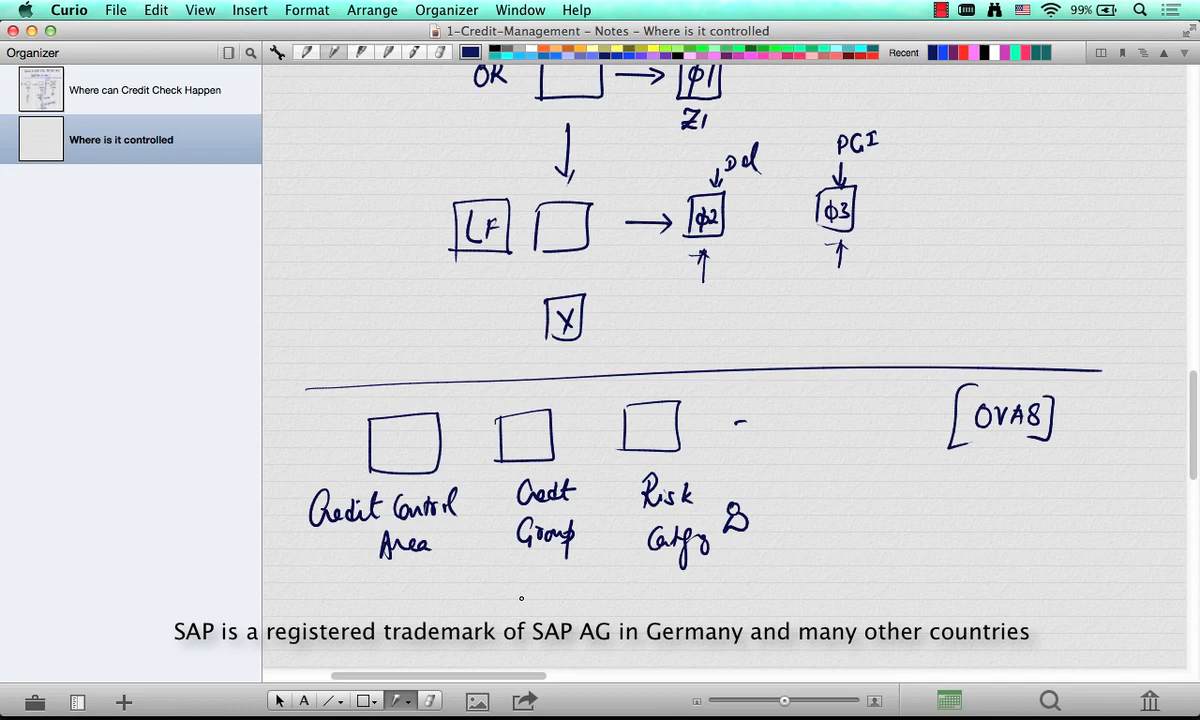 Curio File Edit View Insert Format Arrange Organizer Window Help 99%
1-Credit-Management - Notes - Where is it controlled
Organizer
Recent
Where can Credit Check Happen
Where is it controlled
OR
φ1
Z1
PGI
Del
LF
φ2
φ3
X
[OVA8]
Credit Control Area
Credit Group
Risk
SAP is a registered trademark of SAP AG in Germany and many other countries
A